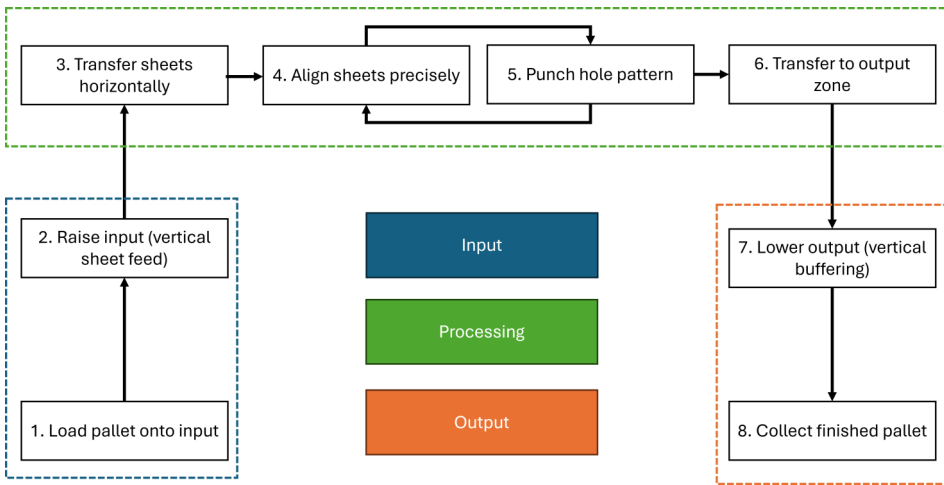 3. Transfer sheets
horizontally
4. Align sheets precisely
5. Punch hole pattern
6. Transfer to output
zone
2. Raise input (vertical
sheet feed)
Input
7. Lower output (vertical
buffering)
Processing
1. Load pallet onto input
Output
8. Collect finished pallet